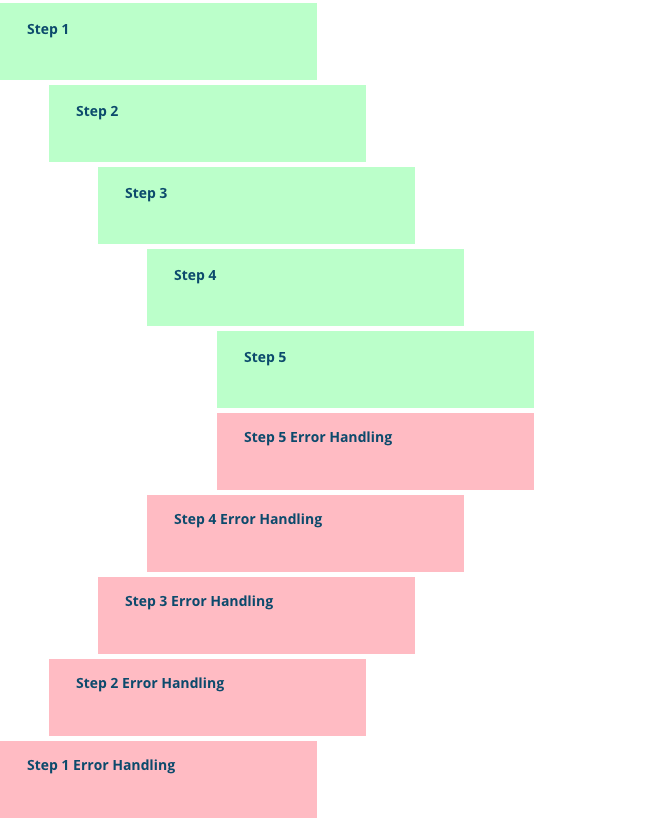 Step 1
Step 2
Step 3
Step 4
Step 5
Step 5 Error Handling
Step 4 Error Handling
Step 3 Error Handling
Step 2 Error Handling
Step 1 Error Handling